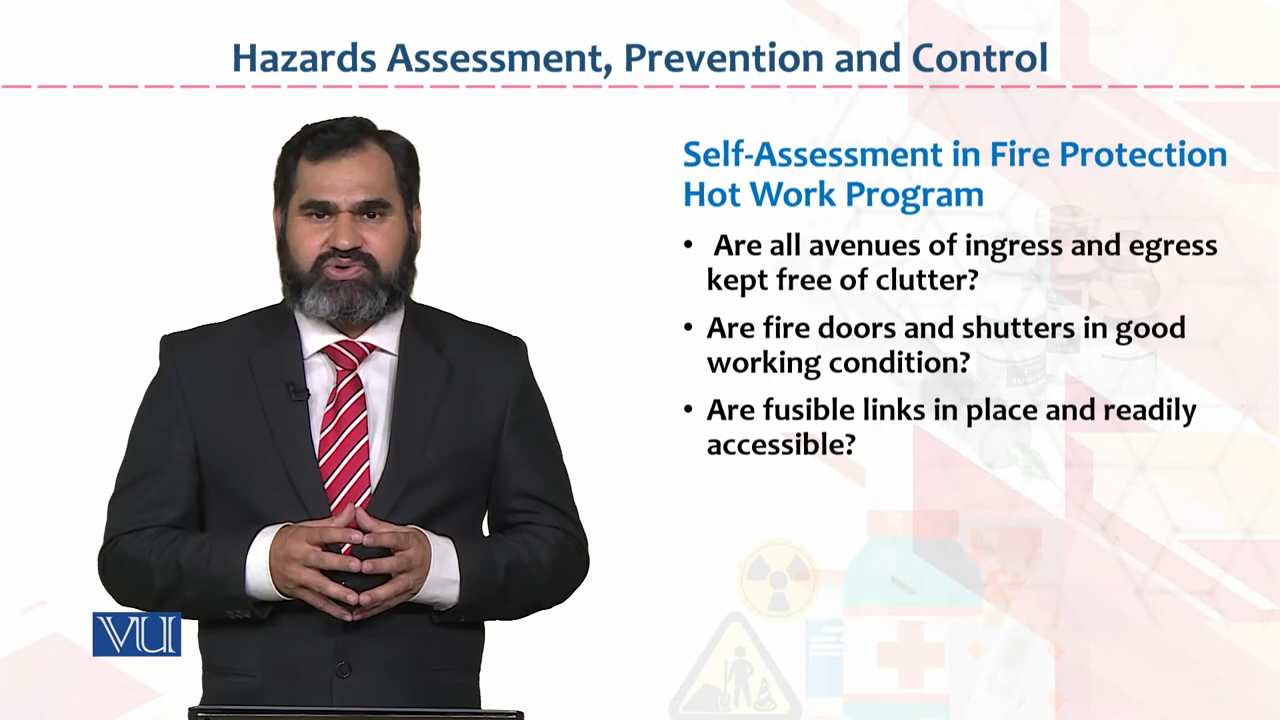 Hazards Assessment, Prevention and Control
Self-Assessment in Fire Protection
Hot Work Program
• Are all avenues of ingress and egress
kept free of clutter?
• Are fire doors and shutters in good
working condition?
• Are fusible links in place and readily
accessible?
VU